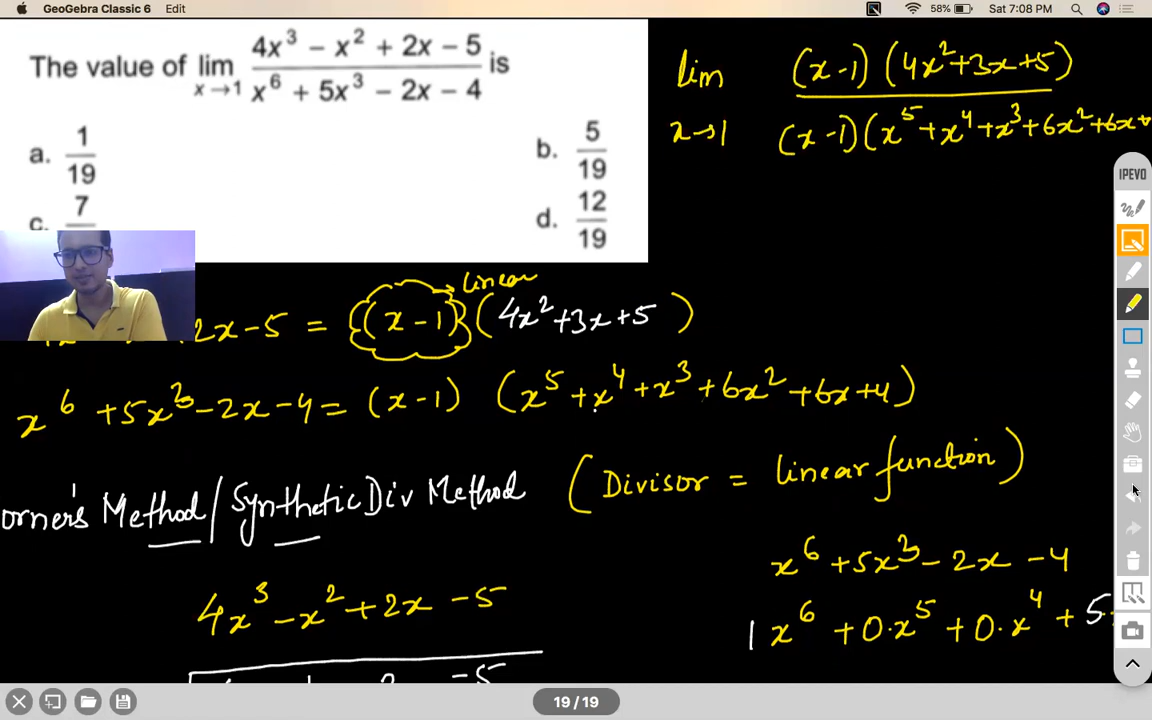 GeoGebra Classic 6 Edit 58% Sat 7:08 PM
The value of lim x→1 (4x³ − x² + 2x − 5)/(x⁶ + 5x³ − 2x − 4) is
a. 1/19
b. 5/19
c. 7
d. 12/19
lim x→1 (x-1)(4x²+3x+5)/(x-1)(x⁵+x⁴+x³+6x²+6x+
IPEVO
2x-5 = (x-1)(4x²+3x+5)
linear
x⁶+5x³-2x-4 = (x-1) (x⁵+x⁴+x³+6x²+6x+4)
orner's Method/Synthetic Div Method (Divisor = linear function)
x⁶+5x³-2x-4
4x³-x²+2x-5
1x⁶+0·x⁵+0·x⁴+5
-5
19 / 19